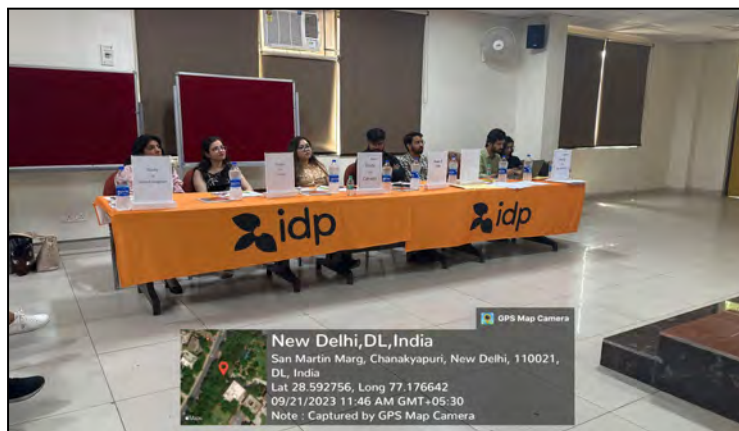 idp
idp
GPS Map Camera
New Delhi,DL,India
San Martin Marg, Chanakyapuri, New Delhi, 110021,
DL, India
Lat 28.592756, Long 77.176642
09/21/2023 11:46 AM GMT+05:30
Note : Captured by GPS Map Camera